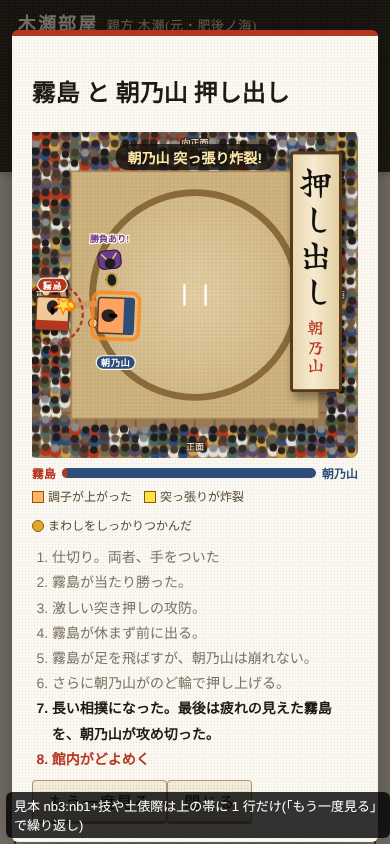 木瀬部屋 親方 木瀬(元・肥後ノ海)
霧島 と 朝乃山 押し出し
向正面
朝乃山 突っ張り炸裂!
押し出し
朝乃山
勝負あり!
霧島
朝乃山
正面
霧島
朝乃山
調子が上がった
突っ張りが炸裂
まわしをしっかりつかんだ
1. 仕切り。両者、手をついた
2. 霧島が当たり勝った。
3. 激しい突き押しの攻防。
4. 霧島が休まず前に出る。
5. 霧島が足を飛ばすが、朝乃山は崩れない。
6. さらに朝乃山がのど輪で押し上げる。
7. 長い相撲になった。最後は疲れの見えた霧島
を、朝乃山が攻め切った。
8. 館内がどよめく
見本 nb3:nb1+技や土俵際は上の帯に 1 行だけ(「もう一度見る」
で繰り返し)